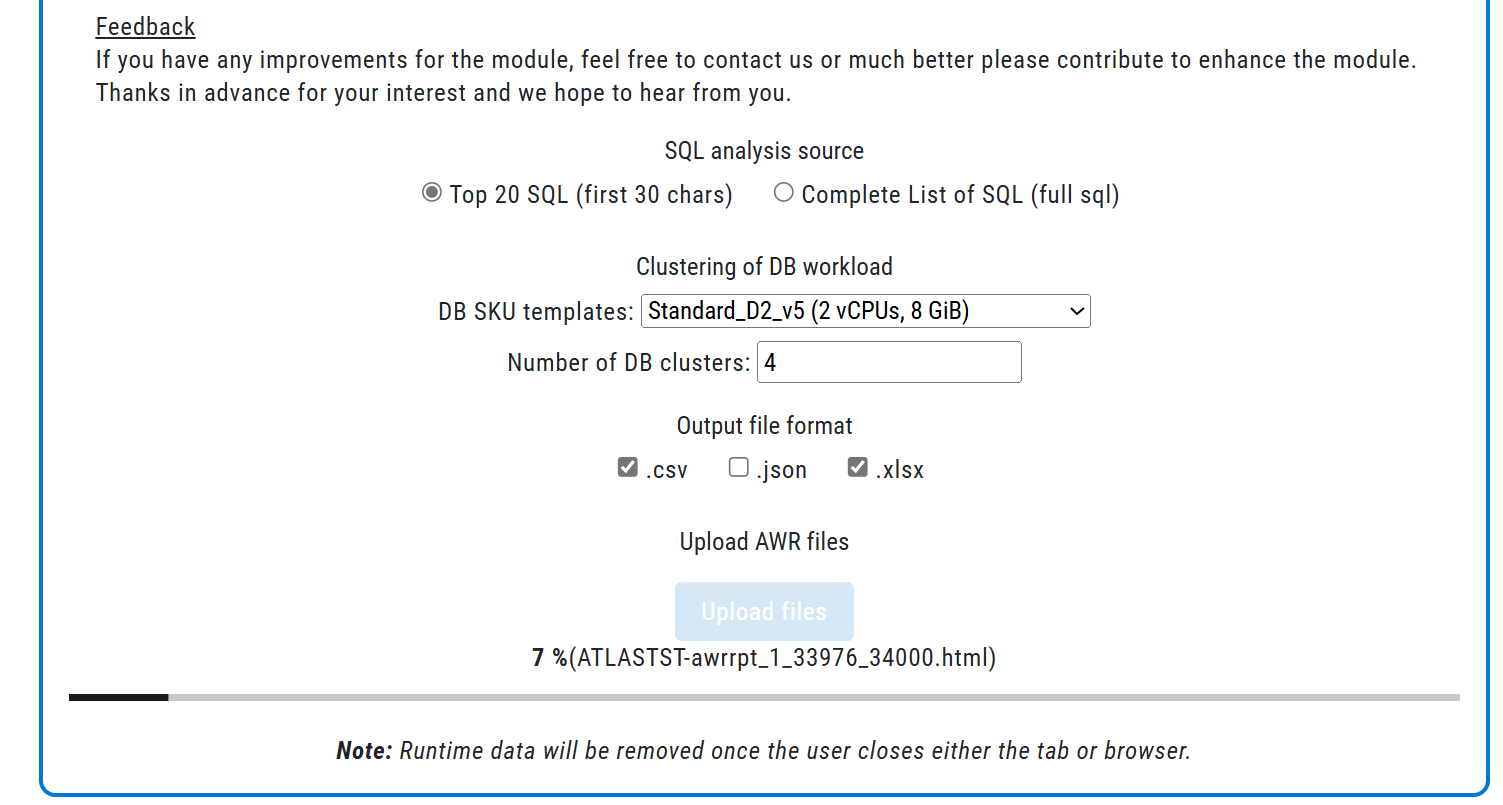 Feedback
If you have any improvements for the module, feel free to contact us or much better please contribute to enhance the module.
Thanks in advance for your interest and we hope to hear from you.
SQL analysis source
Top 20 SQL (first 30 chars) Complete List of SQL (full sql)
Clustering of DB workload
DB SKU templates: Standard_D2_v5 (2 vCPUs, 8 GiB)
Number of DB clusters: 4
Output file format
.csv .json .xlsx
Upload AWR files
Upload files
7 %(ATLASTST-awrrpt_1_33976_34000.html)
Note: Runtime data will be removed once the user closes either the tab or browser.